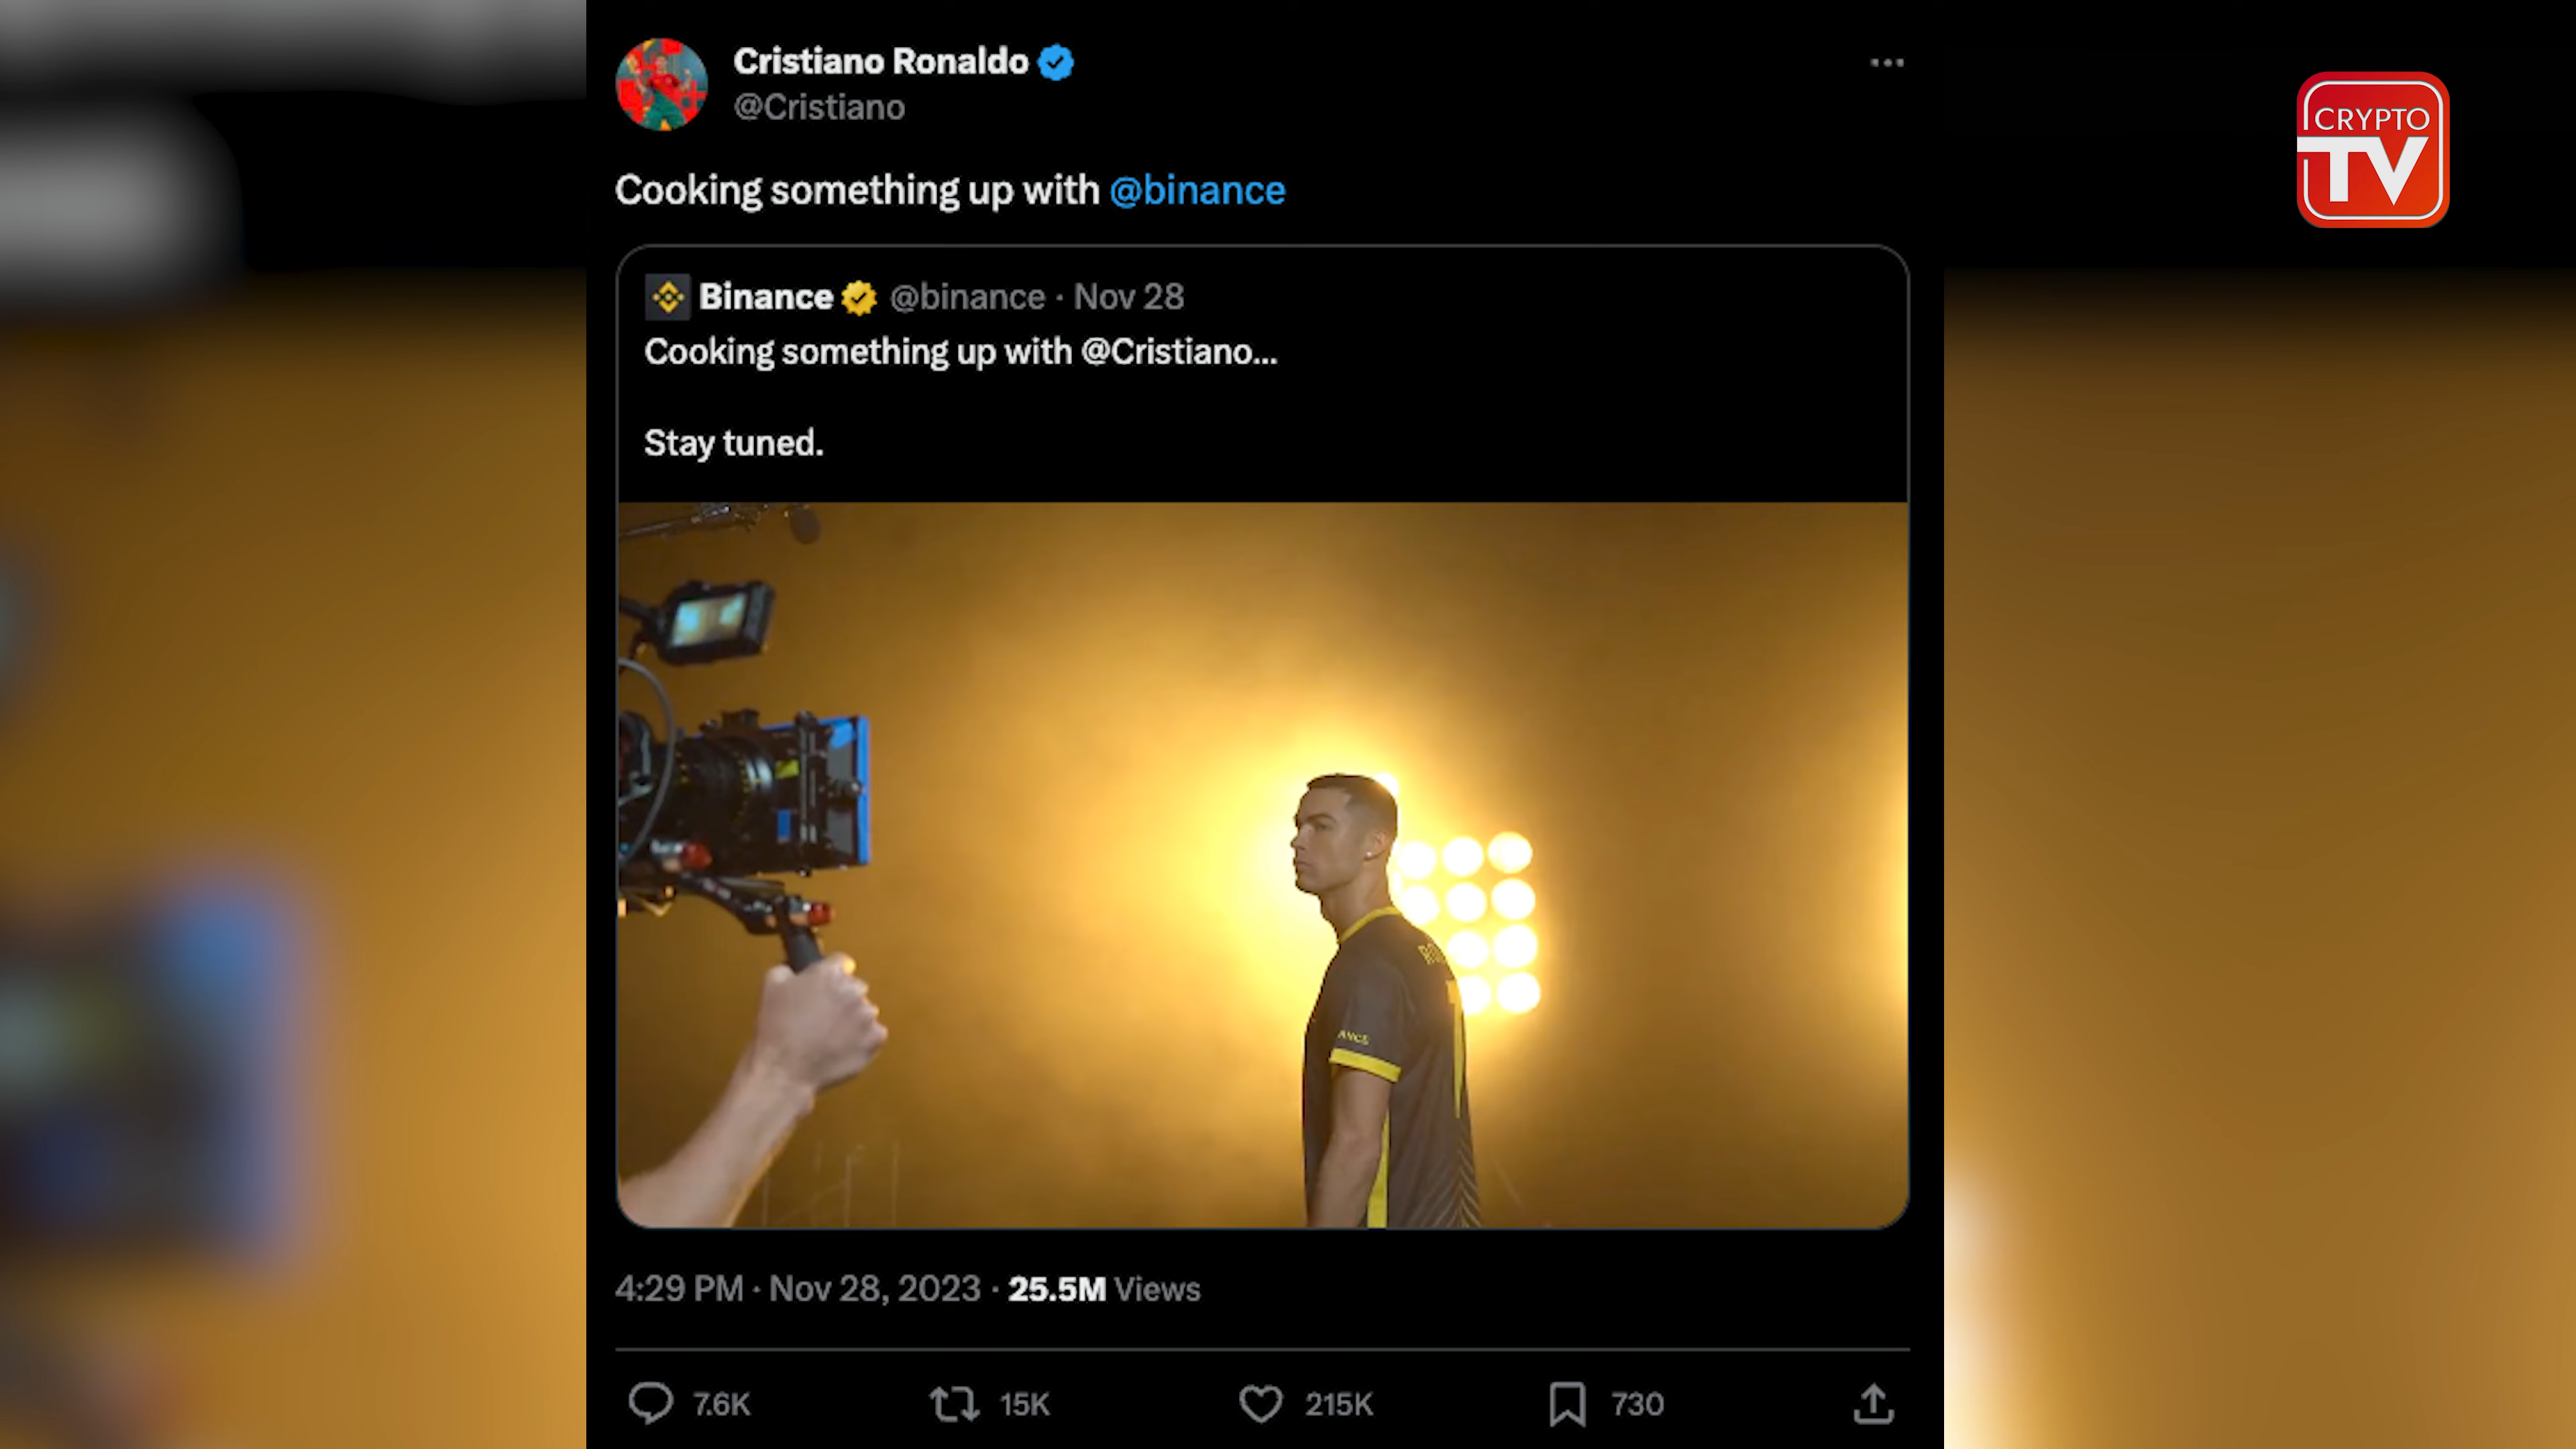 Cristiano Ronaldo
@Cristiano
CRYPTO
TV
Cooking something up with @binance
Binance @binance · Nov 28
Cooking something up with @Cristiano...
Stay tuned.
ANCE
4:29 PM · Nov 28, 2023 · 25.5M Views
7.6K 15K 215K 730